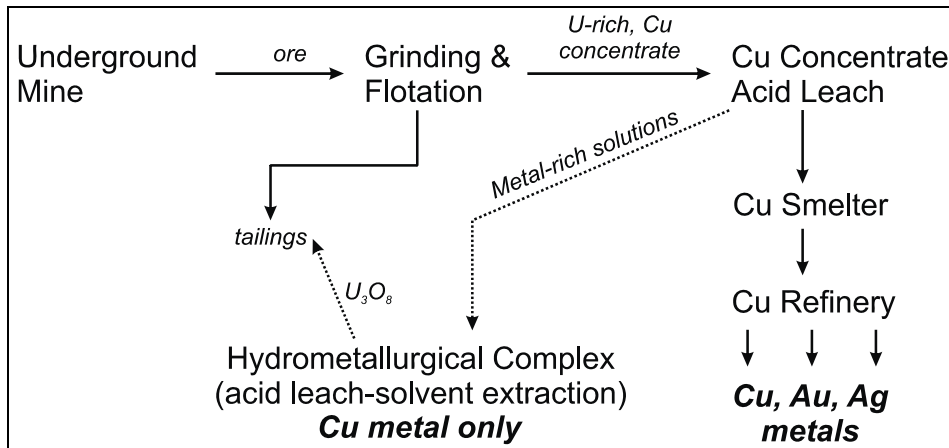 Underground
Mine
ore
Grinding &
Flotation
U-rich, Cu
concentrate
Cu Concentrate
Acid Leach
Metal-rich solutions
tailings
Cu Smelter
U₃O₈
Cu Refinery
Hydrometallurgical Complex
(acid leach-solvent extraction)
Cu metal only
Cu, Au, Ag
metals